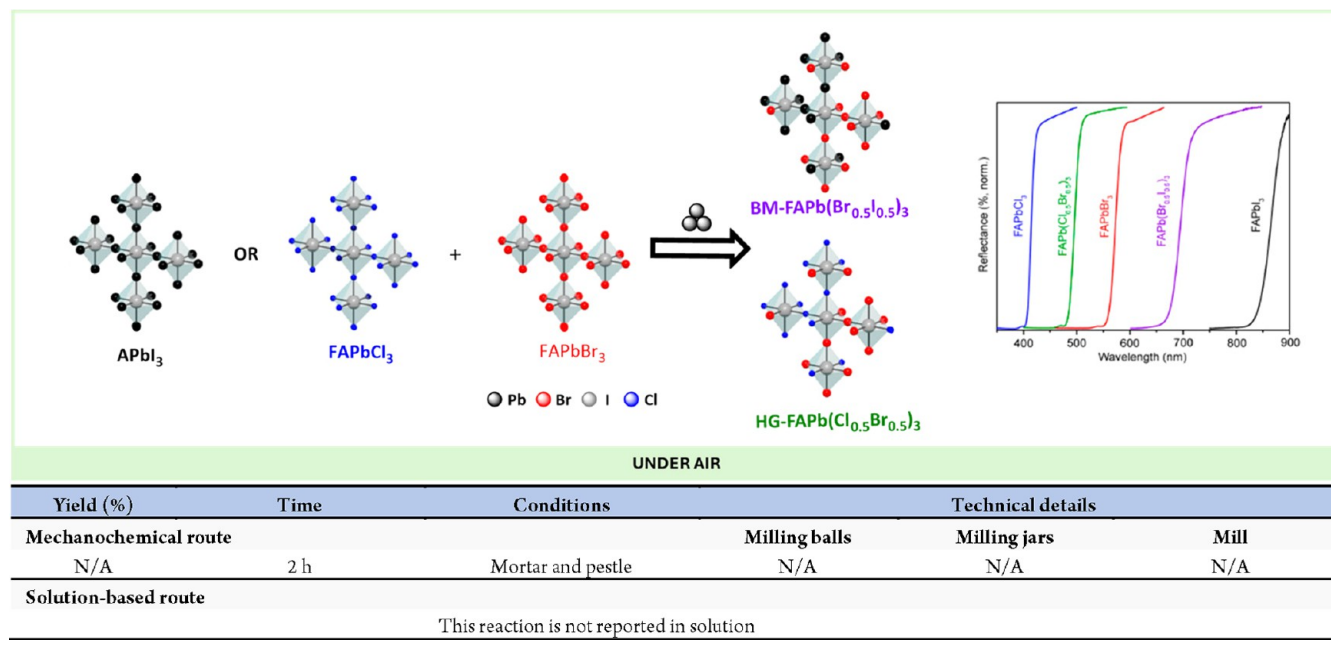 BM-FAPb(Br0.5I0.5)3
OR
+
APbI3
FAPbCl3
FAPbBr3
Pb Br I Cl
HG-FAPb(Cl0.5Br0.5)3
Reflectance (%, norm.)
FAPbCl3
FAPb(Cl0.5Br0.5)3
FAPbBr3
FAPb(Br0.5I0.5)3
FAPbI3
400 500 600 700 800 900
Wavelength (nm)
UNDER AIR
Yield (%) Time Conditions Technical details
Mechanochemical route Milling balls Milling jars Mill
N/A 2 h Mortar and pestle N/A N/A N/A
Solution-based route
This reaction is not reported in solution